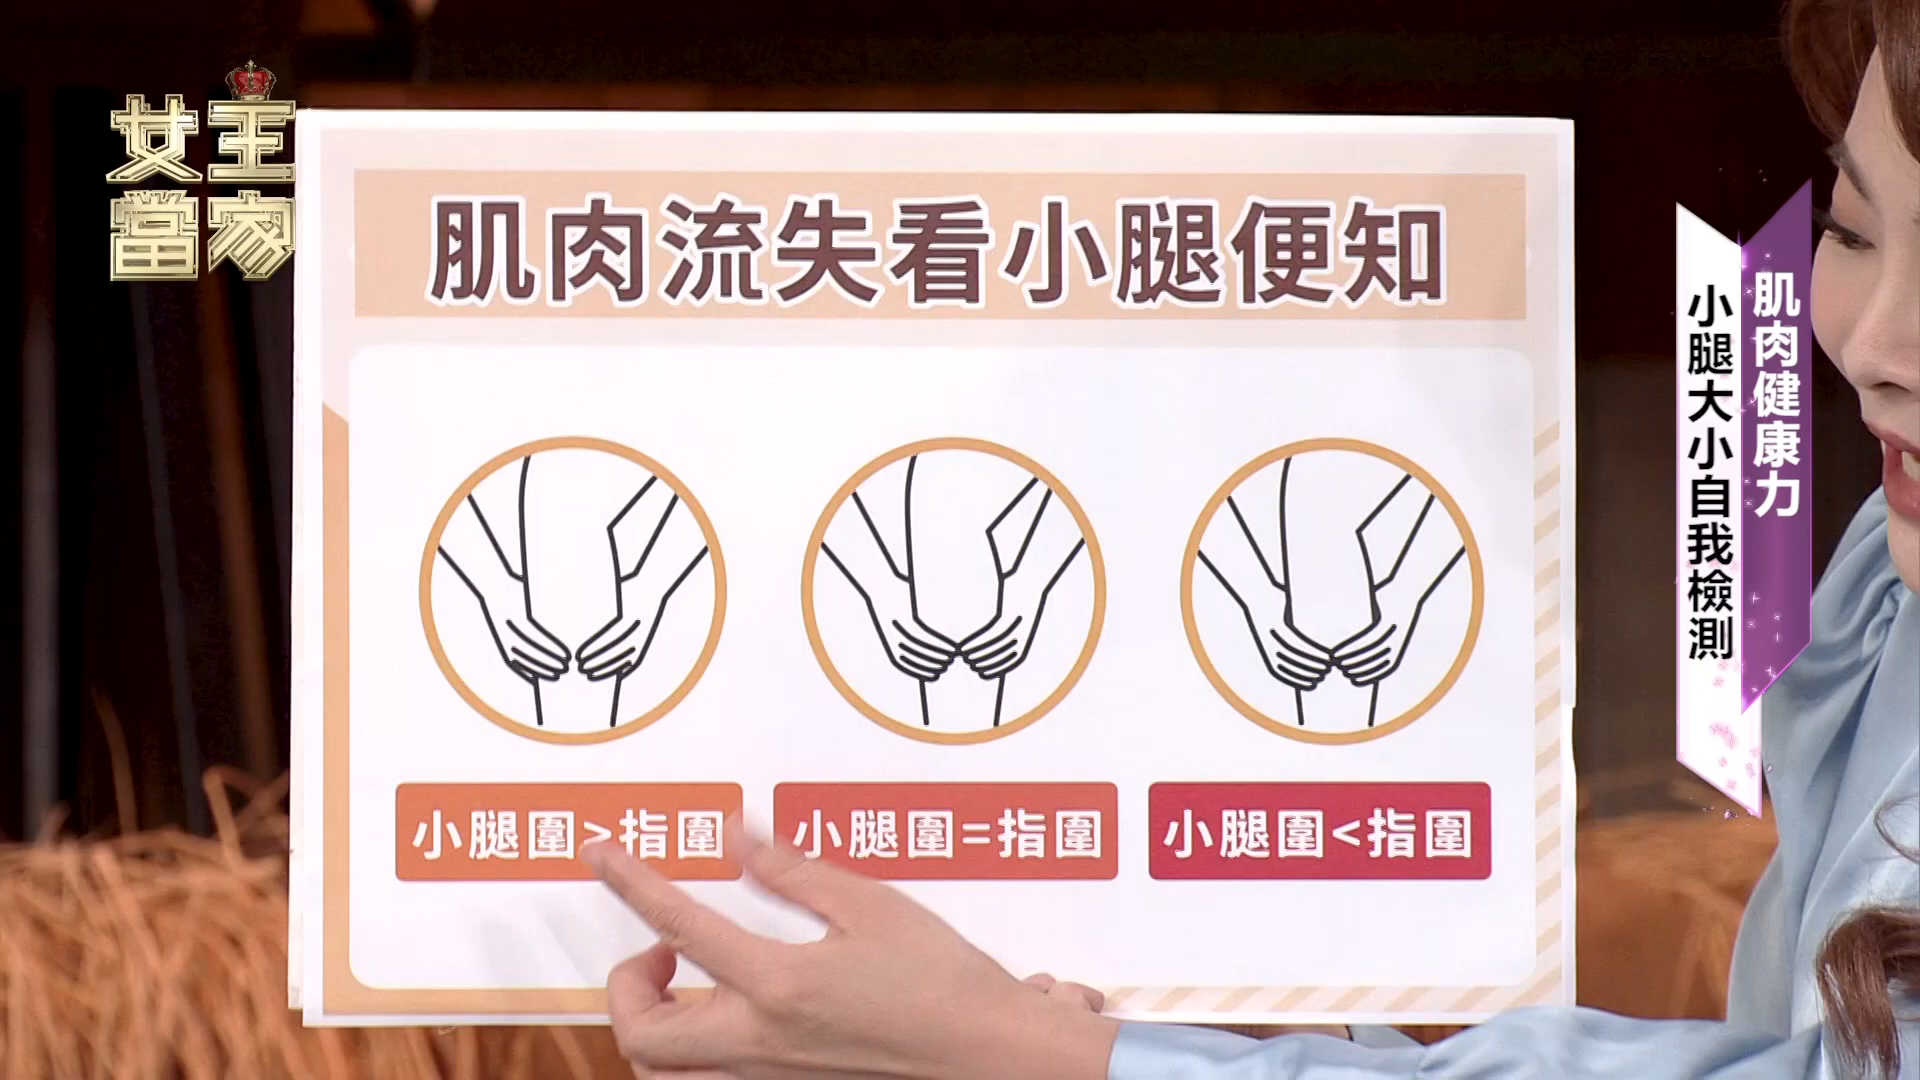 女王
當家
肌肉流失看小腿便知
小腿圍>指圍
小腿圍=指圍
小腿圍<指圍
肌肉健康力
小腿大小自我檢測